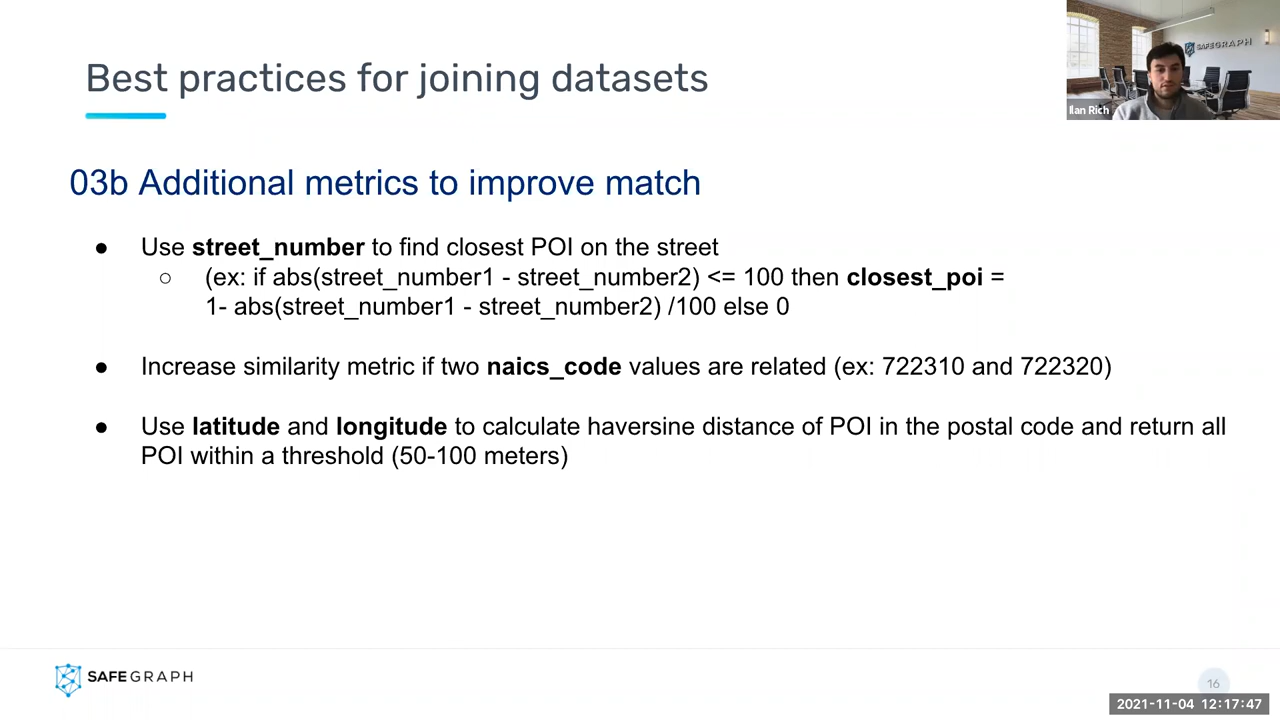 Best practices for joining datasets
SAFEGRAPH
Ilan Rich
03b Additional metrics to improve match
● Use street_number to find closest POI on the street
○ (ex: if abs(street_number1 - street_number2) <= 100 then closest_poi =
1- abs(street_number1 - street_number2) /100 else 0
● Increase similarity metric if two naics_code values are related (ex: 722310 and 722320)
● Use latitude and longitude to calculate haversine distance of POI in the postal code and return all
POI within a threshold (50-100 meters)
SAFEGRAPH
16
2021-11-04 12:17:47